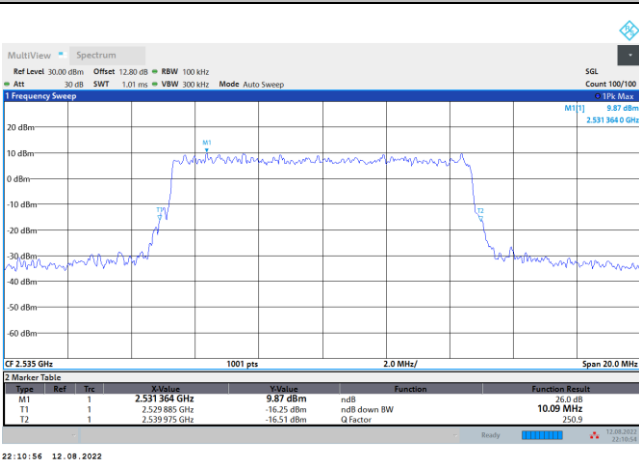 MultiView Spectrum
Ref Level 30.00 dBm Offset 12.80 dB RBW 100 kHz SGL
Att 30 dB SWT 1.01 ms VBW 300 kHz Mode Auto Sweep Count 100/100
1 Frequency Sweep 1Pk Max
M1[1] 9.87 dBm
2.531 364 0 GHz
20 dBm
M1
10 dBm
0 dBm
-10 dBm
T1 T2
-20 dBm
-30 dBm
-40 dBm
-50 dBm
-60 dBm
CF 2.535 GHz 1001 pts 2.0 MHz/ Span 20.0 MHz
2 Marker Table
Type Ref Trc X-Value Y-Value Function Function Result
M1 1 2.531 364 GHz 9.87 dBm ndB 26.0 dB
T1 1 2.529 885 GHz -16.25 dBm ndB down BW 10.09 MHz
T2 1 2.539 975 GHz -16.51 dBm Q Factor 250.9
Ready 12.08.2022
22:10:54
22:10:56 12.08.2022